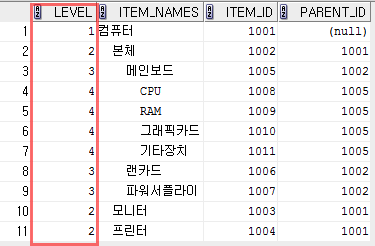 LEVEL ITEM_NAMES ITEM_ID PARENT_ID
1 1 컴퓨터 1001 (null)
2 2 본체 1002 1001
3 3 메인보드 1005 1002
4 4 CPU 1008 1005
5 4 RAM 1009 1005
6 4 그래픽카드 1010 1005
7 4 기타장치 1011 1005
8 3 랜카드 1006 1002
9 3 파워서플라이 1007 1002
10 2 모니터 1003 1001
11 2 프린터 1004 1001